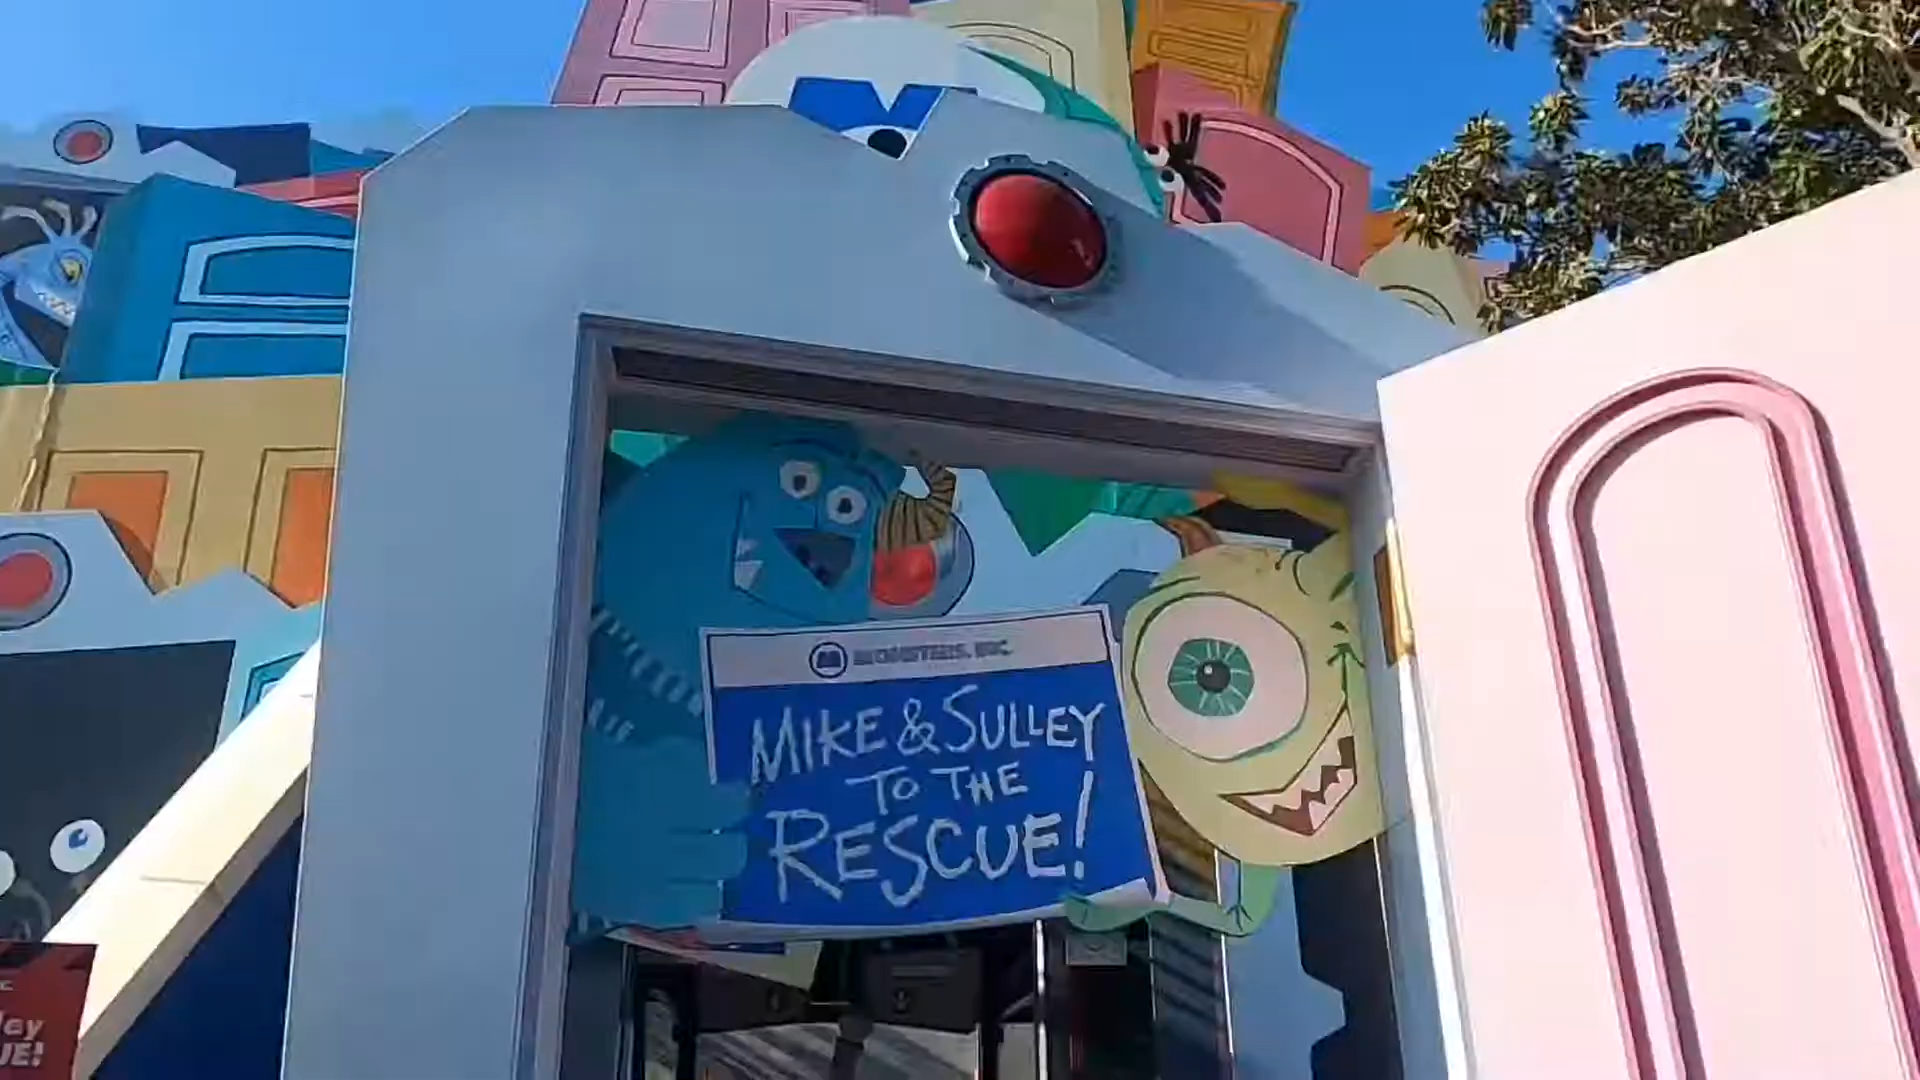 MONSTERS, INC.
MIKE & SULLEY
TO THE
RESCUE!